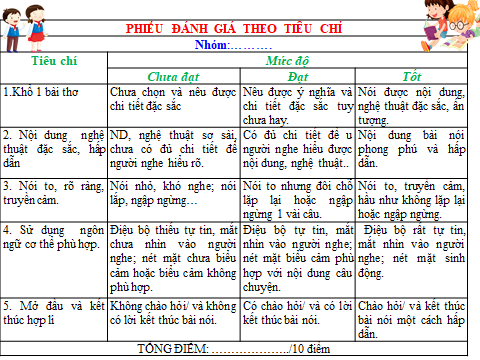 PHIẾU ĐÁNH GIÁ THEO TIÊU CHÍ
Nhóm:……….
Tiêu chí
Mức độ
Chưa đạt
Đạt
Tốt
1.Khổ 1 bài thơ
Chưa chọn và nêu được
chi tiết đặc sắc
Nêu được ý nghĩa và
chi tiết đặc sắc tuy
chưa hay.
Nói được nội dung,
nghệ thuật đặc sắc, ấn
tượng.
2. Nội dung nghệ
thuật đặc sắc, hấp
dẫn
ND, nghệ thuật sơ sài,
chưa có đủ chi tiết để
người nghe hiểu rõ.
Có đủ chi tiết để u
người nghe hiểu được
nội dung, nghệ thuật..
Nội dung bài nói
phong phú và hấp
dẫn.
3. Nói to, rõ ràng,
truyền cảm.
Nói nhỏ, khó nghe; nói
lắp, ngập ngừng…
Nói to nhưng đôi chỗ
lặp lại hoặc ngập
ngừng 1 vài câu.
Nói to, truyền cảm,
hầu như không lặp lại
hoặc ngập ngừng.
4. Sử dụng ngôn
ngữ cơ thể phù hợp.
Điệu bộ thiếu tự tin, mắt
chưa nhìn vào người
nghe; nét mặt chưa biểu
cảm hoặc biểu cảm không
phù hợp.
Điệu bộ tự tin, mắt
nhìn vào người nghe;
nét mặt biểu cảm phù
hợp với nội dung câu
chuyện.
Điệu bộ rất tự tin,
mắt nhìn vào người
nghe; nét mặt sinh
động.
5. Mở đầu và kết
thúc hợp lí
Không chào hỏi/ và không
có lời kết thúc bài nói.
Có chào hỏi/ và có lời
kết thúc bài nói.
Chào hỏi/ và kết thúc
bài nói một cách hấp
dẫn.
TỔNG ĐIỂM: …………………../10 điểm